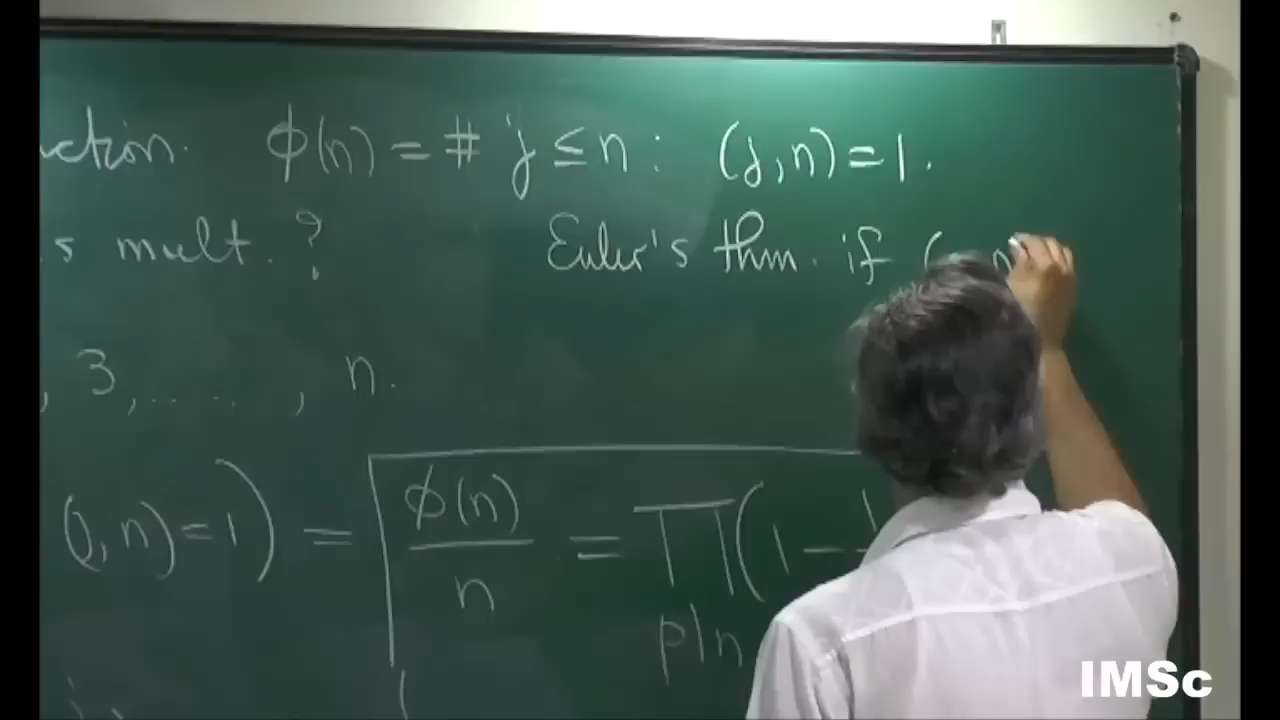 ction. ϕ(n) = # j ≤ n : (j, n) = 1.
s mult. ? Euler's thm. if ( n
, 3, ..... , n.
(j, n) = 1) = ϕ(n)/n = ∏ p|n (1 -
IMSc